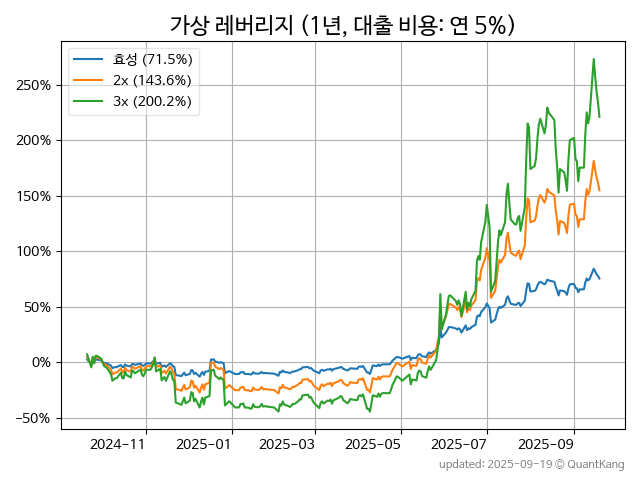 가상 레버리지 (1년, 대출 비용: 연 5%)
효성 (71.5%)
2x (143.6%)
3x (200.2%)
250%
200%
150%
100%
50%
0%
−50%
2024-11
2025-01
2025-03
2025-05
2025-07
2025-09
updated: 2025-09-19 © QuantKang